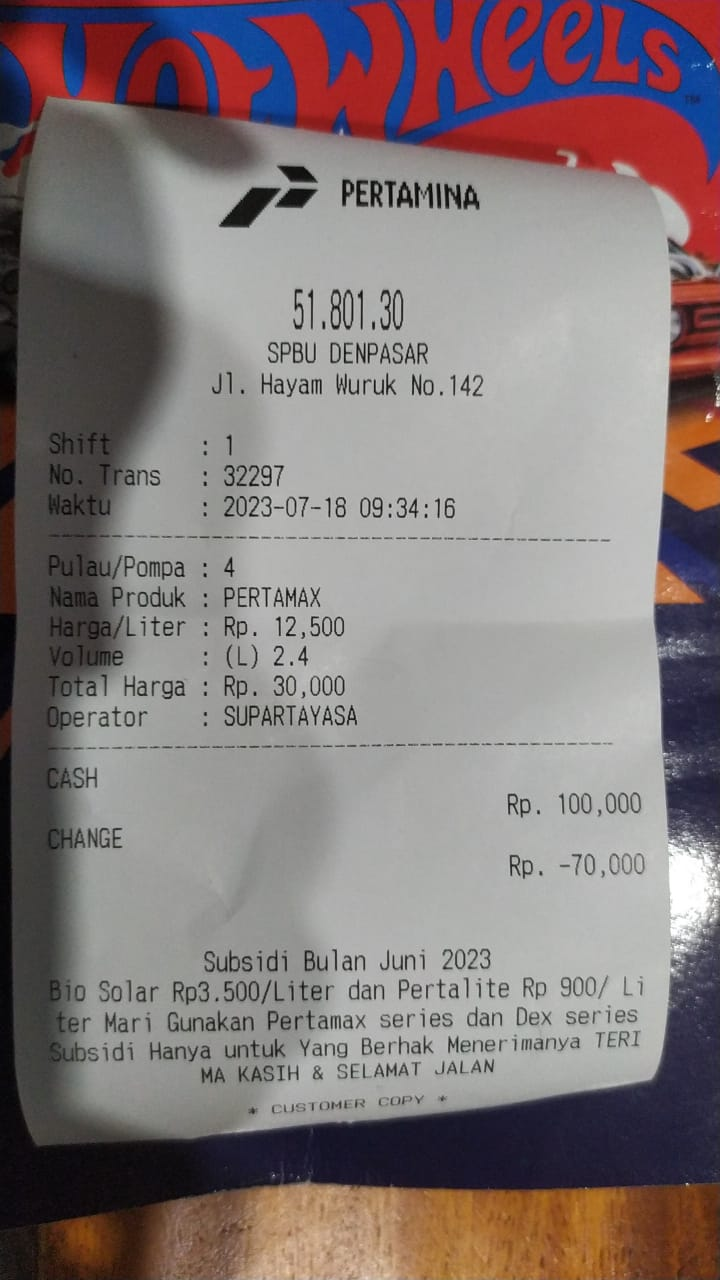 HOT WHEELS
TM
PERTAMINA
51.801.30
SPBU DENPASAR
Jl. Hayam Wuruk No.142
Shift : 1
No. Trans : 32297
Waktu : 2023-07-18 09:34:16
Pulau/Pompa : 4
Nama Produk : PERTAMAX
Harga/Liter : Rp. 12,500
Volume : (L) 2.4
Total Harga : Rp. 30,000
Operator : SUPARTAYASA
CASH
Rp. 100,000
CHANGE
Rp. -70,000
Subsidi Bulan Juni 2023
Bio Solar Rp3.500/Liter dan Pertalite Rp 900/ Li
ter Mari Gunakan Pertamax series dan Dex series
Subsidi Hanya untuk Yang Berhak Menerimanya TERI
MA KASIH & SELAMAT JALAN
* CUSTOMER COPY *